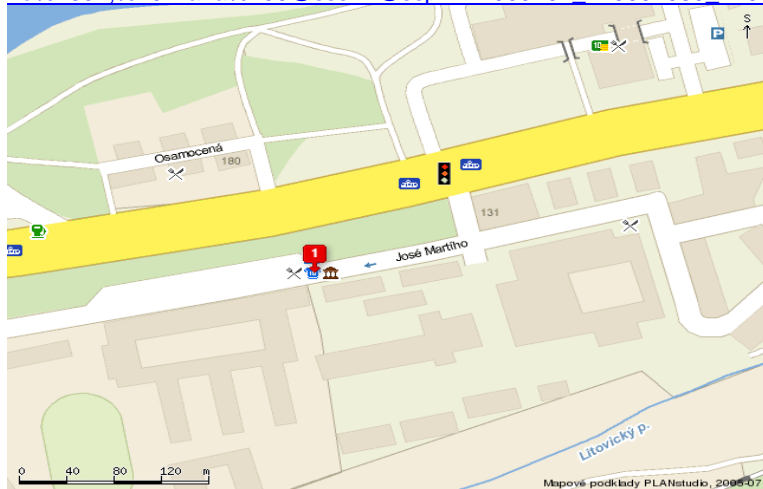 S
P
Osamocená
180
131
José Martího
1
Litovický p.
0 40 80 120 m
Mapové podklady PLANstudio, 2005-07